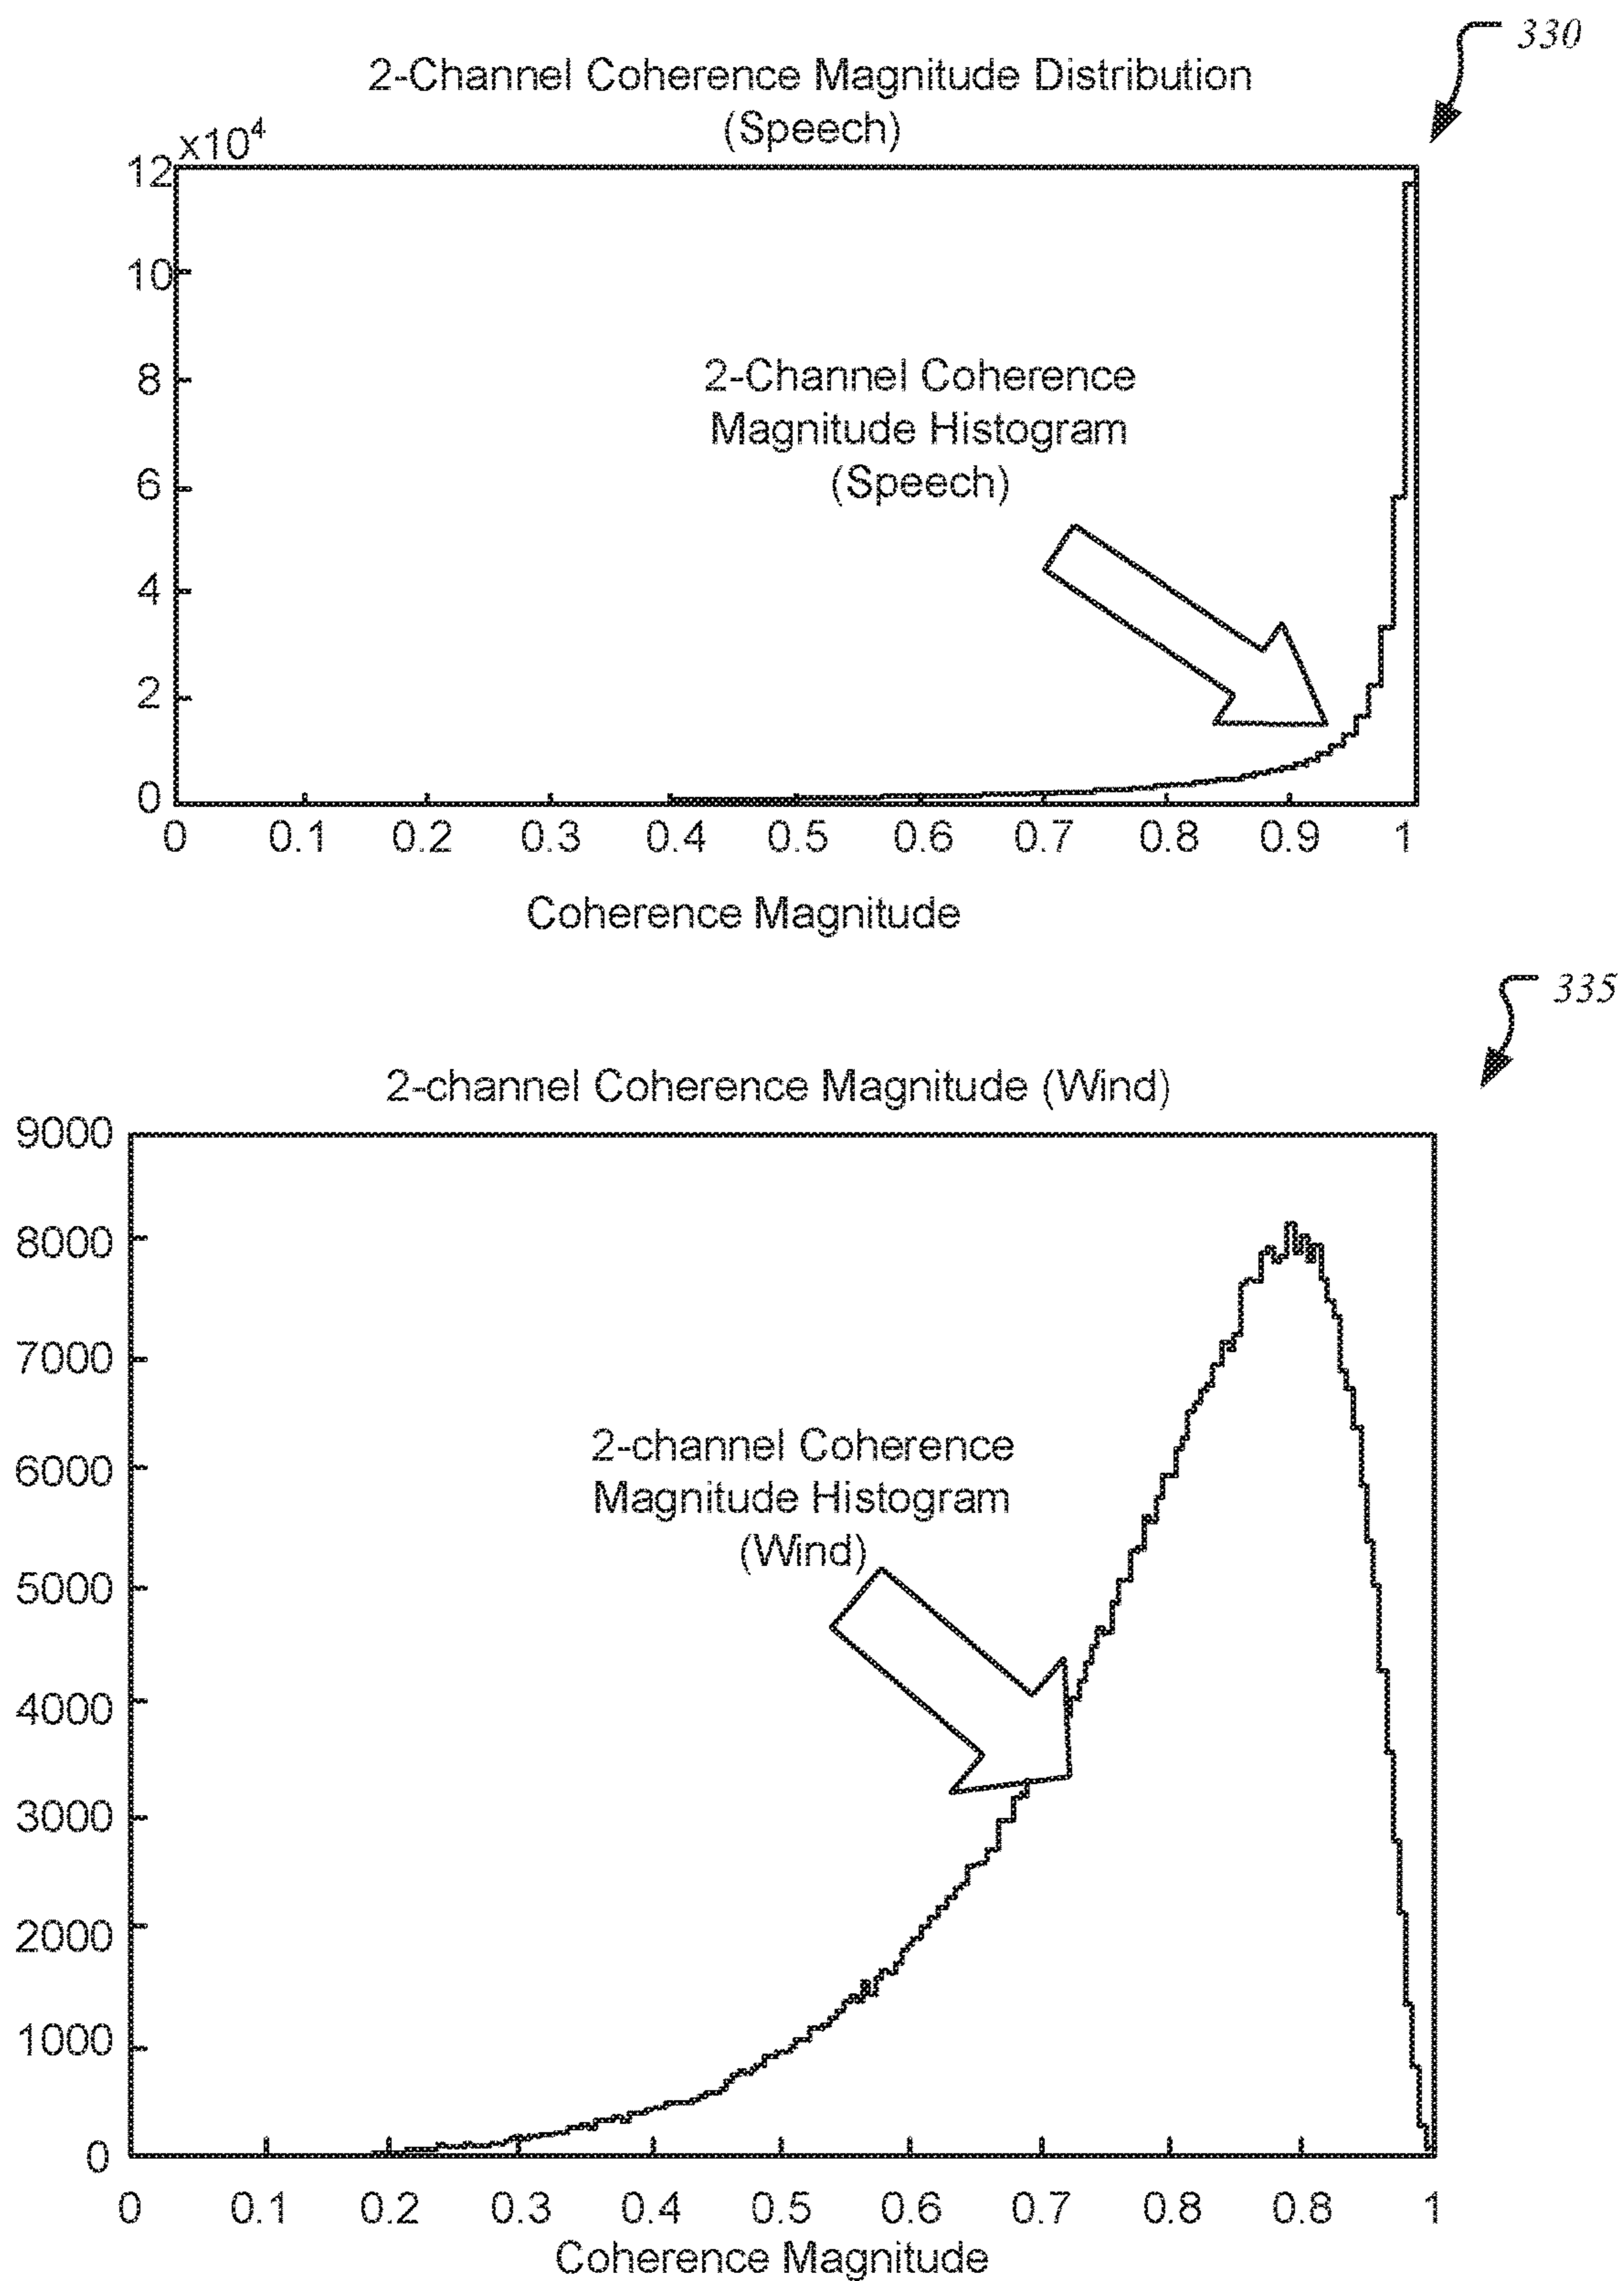 330
2-Channel Coherence Magnitude Distribution
(Speech)
x10⁴
12
10
8
6
4
2
0
2-Channel Coherence
Magnitude Histogram
(Speech)
0 0.1 0.2 0.3 0.4 0.5 0.6 0.7 0.8 0.9 1
Coherence Magnitude
335
2-channel Coherence Magnitude (Wind)
9000
8000
7000
6000
5000
4000
3000
2000
1000
0
2-channel Coherence
Magnitude Histogram
(Wind)
0 0.1 0.2 0.3 0.4 0.5 0.6 0.7 0.8 0.8 1
Coherence Magnitude